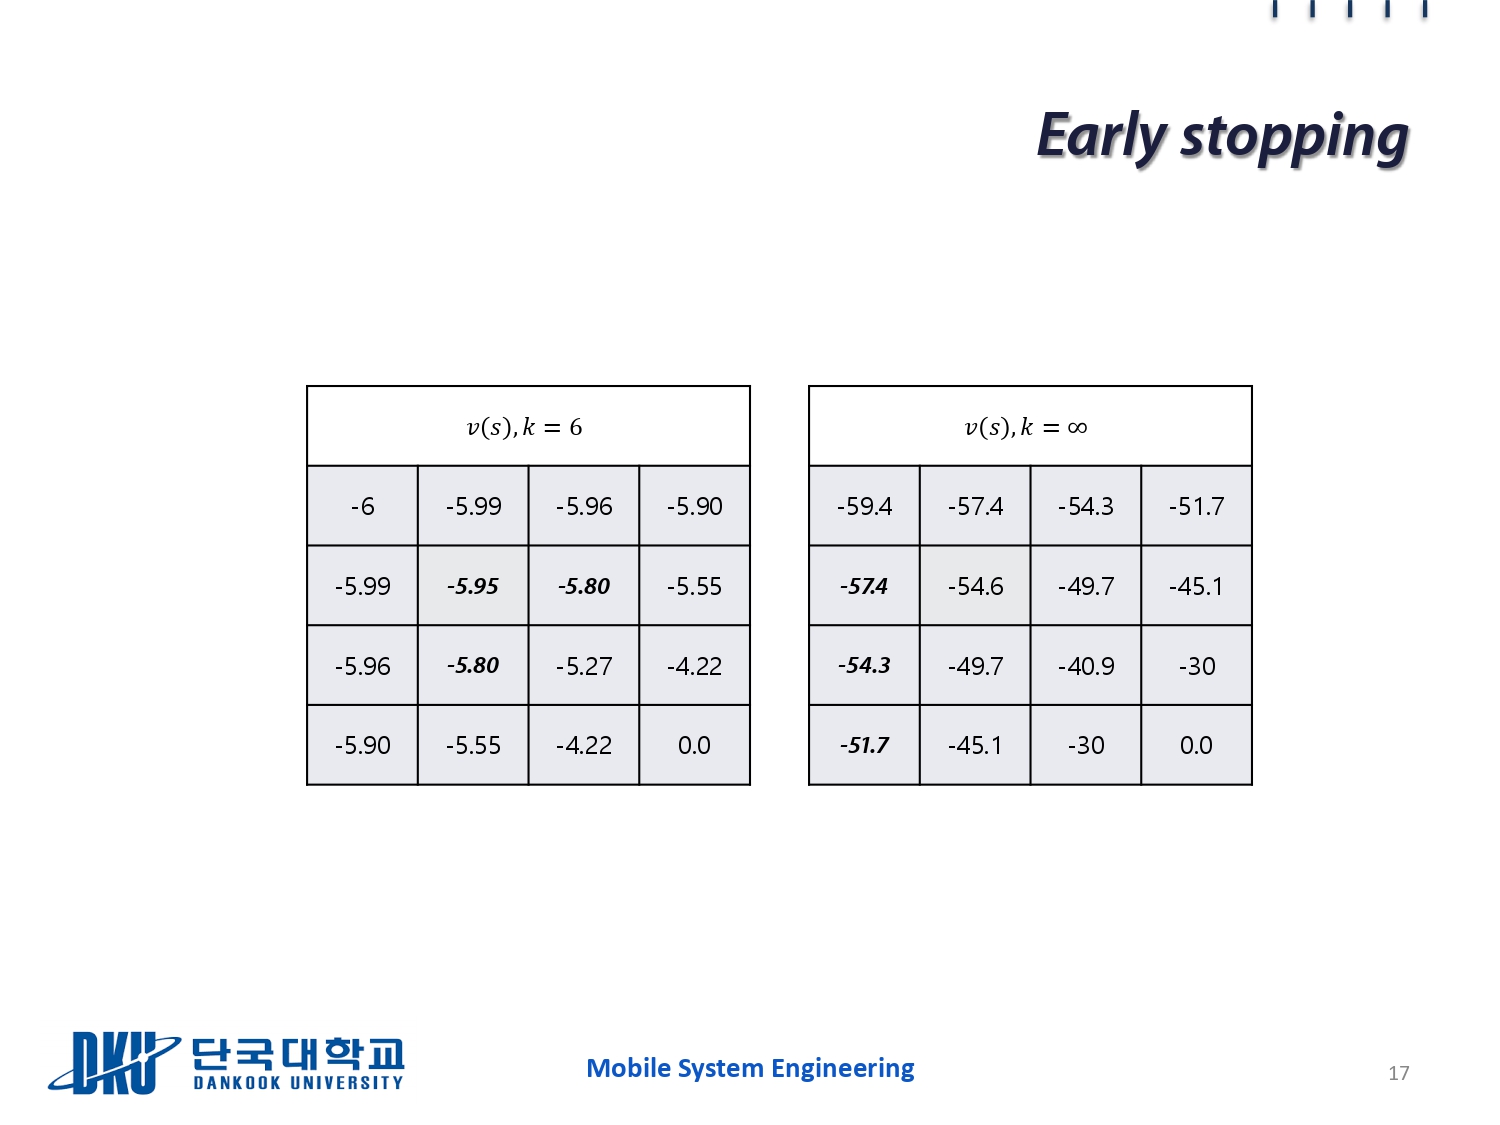 Early stopping
v(s), k = 6
-6 -5.99 -5.96 -5.90
-5.99 -5.95 -5.80 -5.55
-5.96 -5.80 -5.27 -4.22
-5.90 -5.55 -4.22 0.0
v(s), k = ∞
-59.4 -57.4 -54.3 -51.7
-57.4 -54.6 -49.7 -45.1
-54.3 -49.7 -40.9 -30
-51.7 -45.1 -30 0.0
DKU 단국대학교
DANKOOK UNIVERSITY
Mobile System Engineering
17